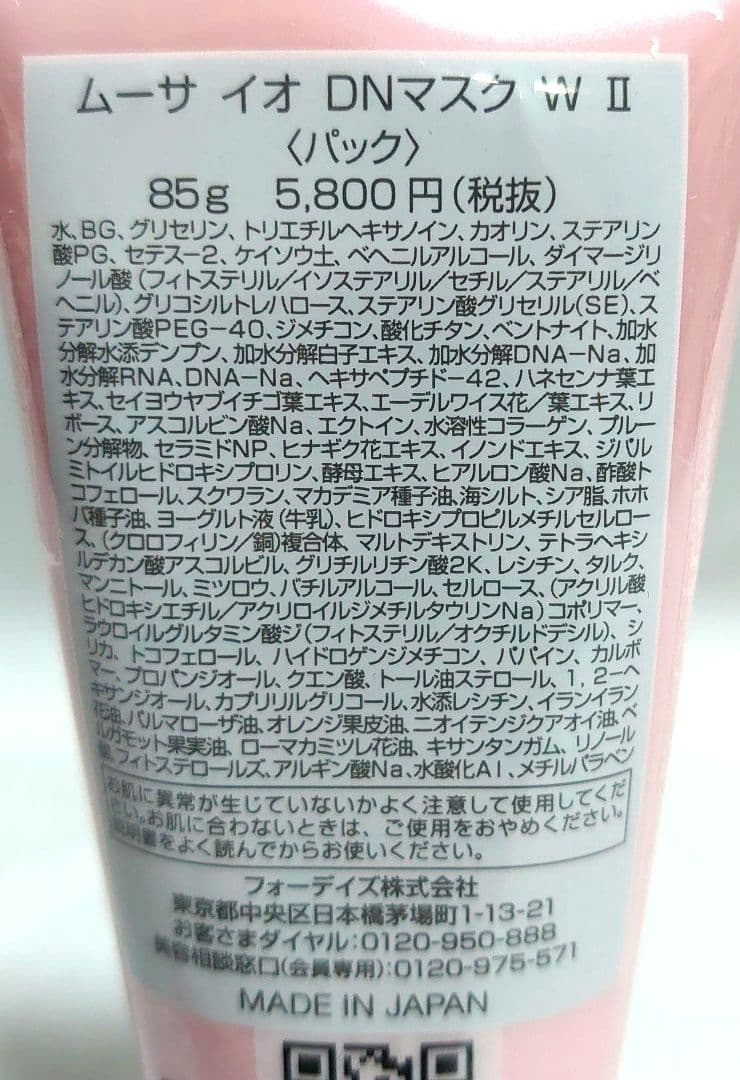 ムーサ イオ DNマスク W Ⅱ
〈パック〉
85g 5,800円(税抜)
水、BG、グリセリン、トリエチルヘキサノイン、カオリン、ステアリン
酸PG、セテス-2、ケイソウ土、ベヘニルアルコール、ダイマージリ
ノール酸(フィトステリル/イソステアリル/セチル/ステアリル/ベ
ヘニル)、グリコシルトレハロース、ステアリン酸グリセリル(SE)、ス
テアリン酸PEG-40、ジメチコン、酸化チタン、ベントナイト、加水
分解水添デンプン、加水分解白子エキス、加水分解DNA-Na、加
水分解RNA、DNA-Na、ヘキサペプチド-42、ハネセンナ葉エ
キス、セイヨウヤブイチゴ葉エキス、エーデルワイス花/葉エキス、リ
ボース、アスコルビン酸Na、エクトイン、水溶性コラーゲン、プルー
ン分解物、セラミドNP、ヒナギク花エキス、イノンドエキス、ジパル
ミトイルヒドロキシプロリン、酵母エキス、ヒアルロン酸Na、酢酸ト
コフェロール、スクワラン、マカデミア種子油、海シルト、シア脂、ホホ
バ種子油、ヨーグルト液(牛乳)、ヒドロキシプロピルメチルセルロー
ス、(クロロフィリン/銅)複合体、マルトデキストリン、テトラヘキシ
ルデカン酸アスコルビル、グリチルリチン酸2K、レシチン、タルク、
マンニトール、ミツロウ、バチルアルコール、セルロース、(アクリル酸
ヒドロキシエチル/アクリロイルジメチルタウリンNa)コポリマー、
ラウロイルグルタミン酸ジ(フィトステリル/オクチルドデシル)、シ
リカ、トコフェロール、ハイドロゲンジメチコン、パパイン、カルボ
マー、プロパンジオール、クエン酸、トール油ステロール、1,2-ヘ
キサンジオール、カプリリルグリコール、水添レシチン、イランイラン
花油、パルマローザ油、オレンジ果皮油、ニオイテンジクアオイ油、ベ
ルガモット果実油、ローマカミツレ花油、キサンタンガム、リノール
酸、フィトステロールズ、アルギン酸Na、水酸化Al、メチルパラベン
お肌に異常が生じていないかよく注意して使用してくだ
さい。お肌に合わないときは、ご使用をおやめください。
説明書をよく読んでからお使いください。
フォーデイズ株式会社
東京都中央区日本橋茅場町1-13-21
お客さまダイヤル:0120-950-888
美容相談窓口(会員専用):0120-975-571
MADE IN JAPAN